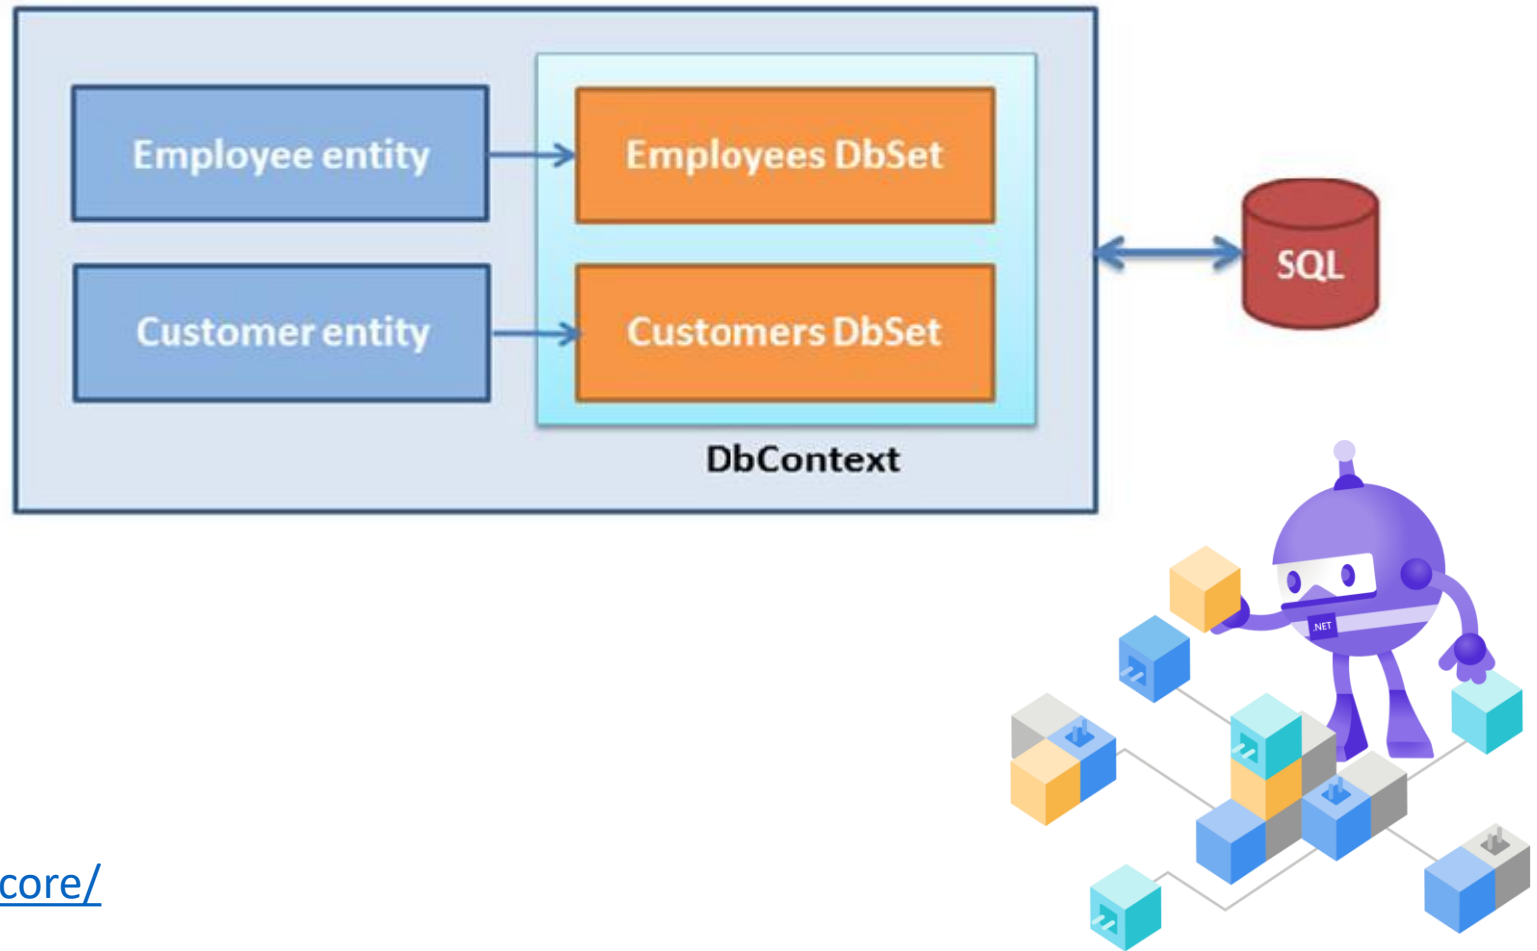 Employee entity
Employees DbSet
Customer entity
Customers DbSet
DbContext
SQL
.NET
core/